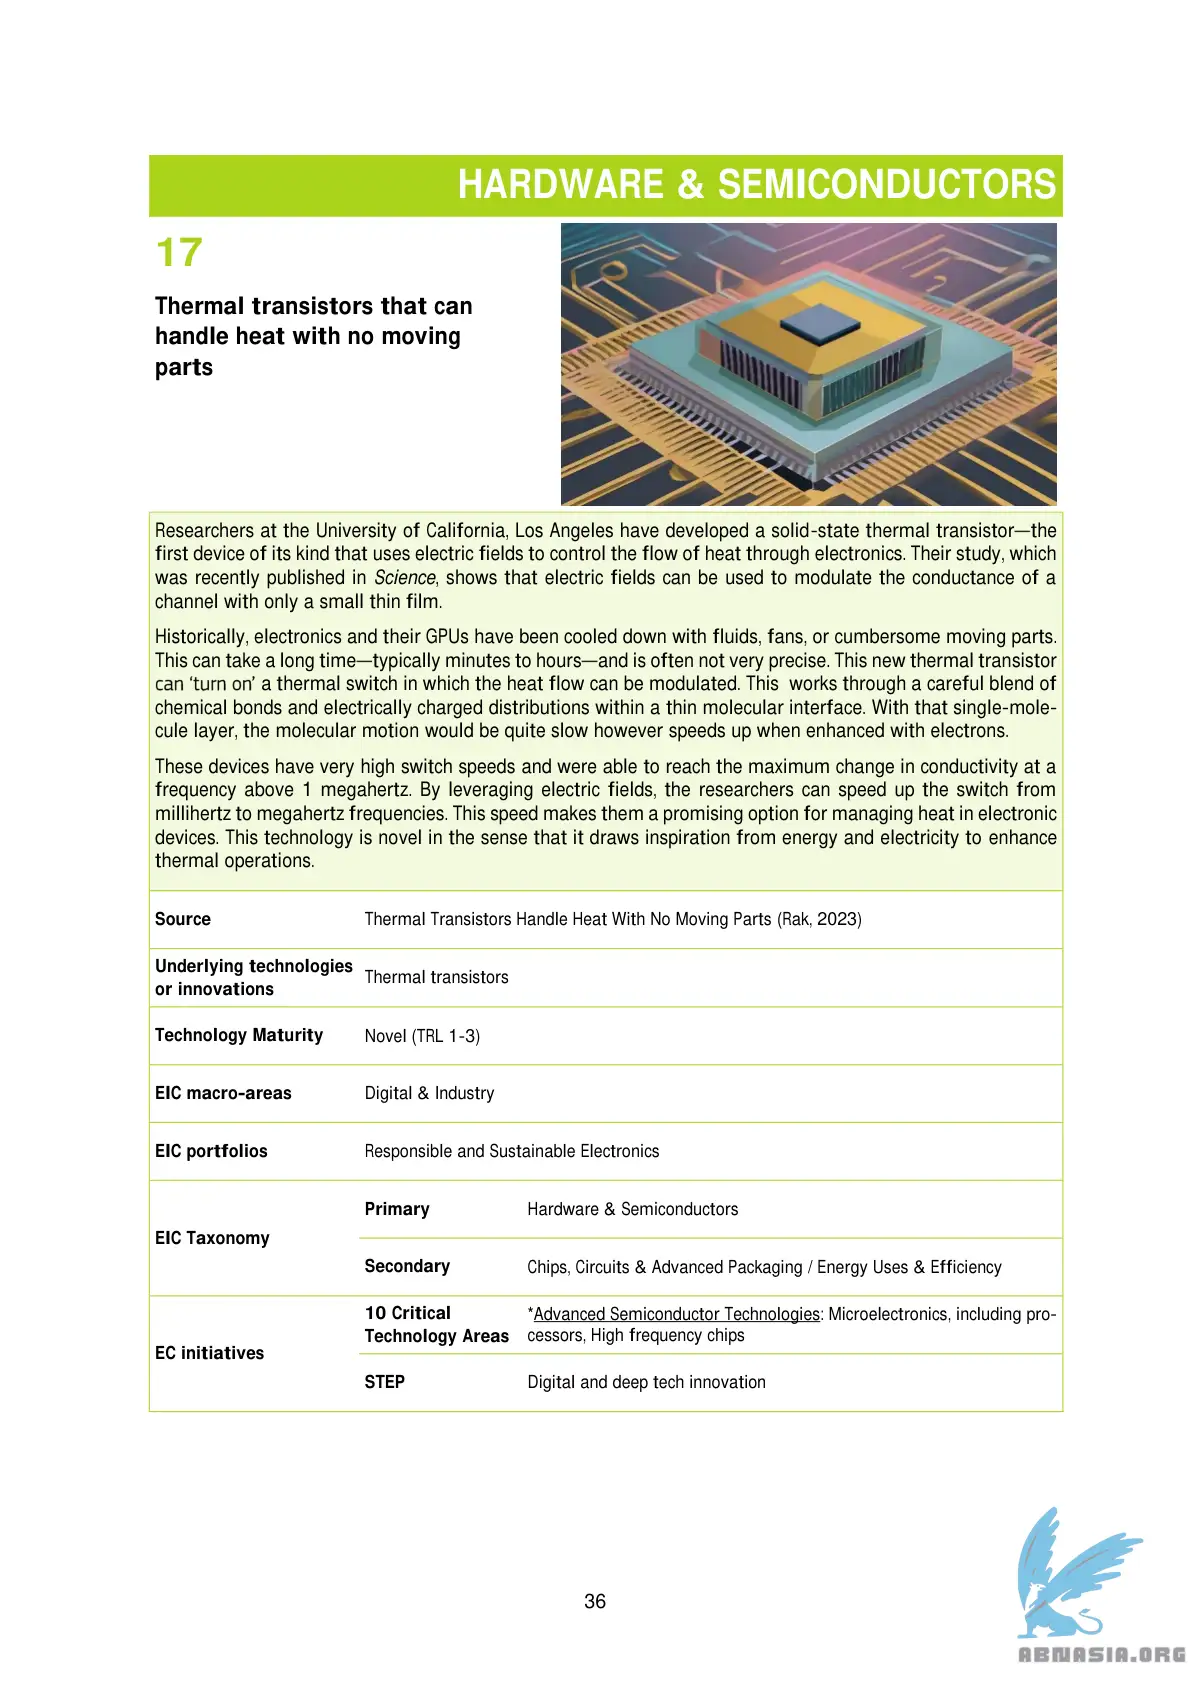 HARDWARE & SEMICONDUCTORS
17
Thermal transistors that can
handle heat with no moving
parts
Researchers at the University of California, Los Angeles have developed a solid-state thermal transistor—the
first device of its kind that uses electric fields to control the flow of heat through electronics. Their study, which
was recently published in Science, shows that electric fields can be used to modulate the conductance of a
channel with only a small thin film.
Historically, electronics and their GPUs have been cooled down with fluids, fans, or cumbersome moving parts.
This can take a long time—typically minutes to hours—and is often not very precise. This new thermal transistor
can ‘turn on’ a thermal switch in which the heat flow can be modulated. This works through a careful blend of
chemical bonds and electrically charged distributions within a thin molecular interface. With that single-mole-
cule layer, the molecular motion would be quite slow however speeds up when enhanced with electrons.
These devices have very high switch speeds and were able to reach the maximum change in conductivity at a
frequency above 1 megahertz. By leveraging electric fields, the researchers can speed up the switch from
millihertz to megahertz frequencies. This speed makes them a promising option for managing heat in electronic
devices. This technology is novel in the sense that it draws inspiration from energy and electricity to enhance
thermal operations.
Source Thermal Transistors Handle Heat With No Moving Parts (Rak, 2023)
Underlying technologies
or innovations
Thermal transistors
Technology Maturity Novel (TRL 1-3)
EIC macro-areas Digital & Industry
EIC portfolios Responsible and Sustainable Electronics
EIC Taxonomy
Primary Hardware & Semiconductors
Secondary Chips, Circuits & Advanced Packaging / Energy Uses & Efficiency
EC initiatives
10 Critical
Technology Areas
*Advanced Semiconductor Technologies: Microelectronics, including pro-
cessors, High frequency chips
STEP Digital and deep tech innovation
36
ABNASIA.ORG